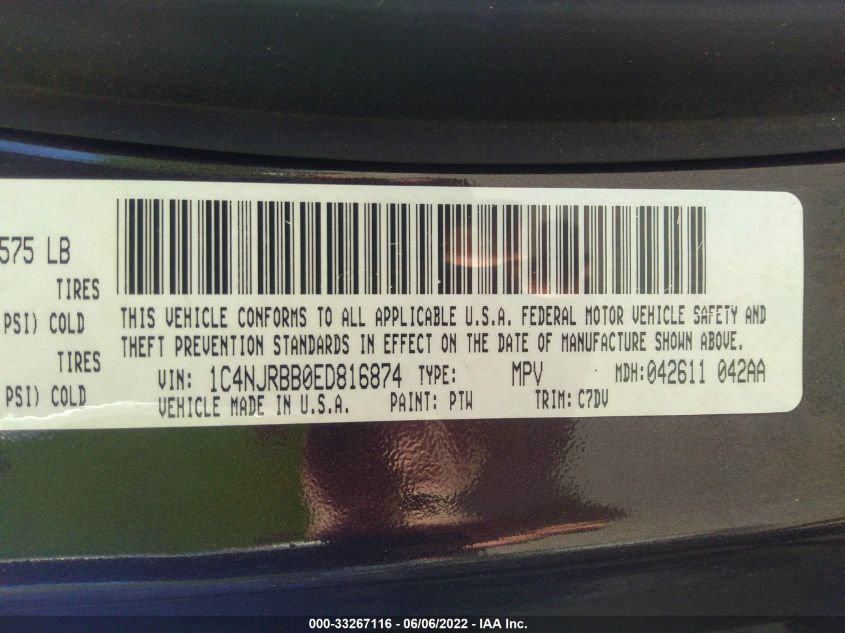 575 LB
TIRES
PSI) COLD
TIRES
PSI) COLD
THIS VEHICLE CONFORMS TO ALL APPLICABLE U.S.A. FEDERAL MOTOR VEHICLE SAFETY AND
THEFT PREVENTION STANDARDS IN EFFECT ON THE DATE OF MANUFACTURE SHOWN ABOVE.
VIN: 1C4NJRBB0ED816874 TYPE: MPV MDH:042611 042AA
VEHICLE MADE IN U.S.A. PAINT: PTW TRIM: C7DV
000-33267116 - 06/06/2022 - IAA Inc.